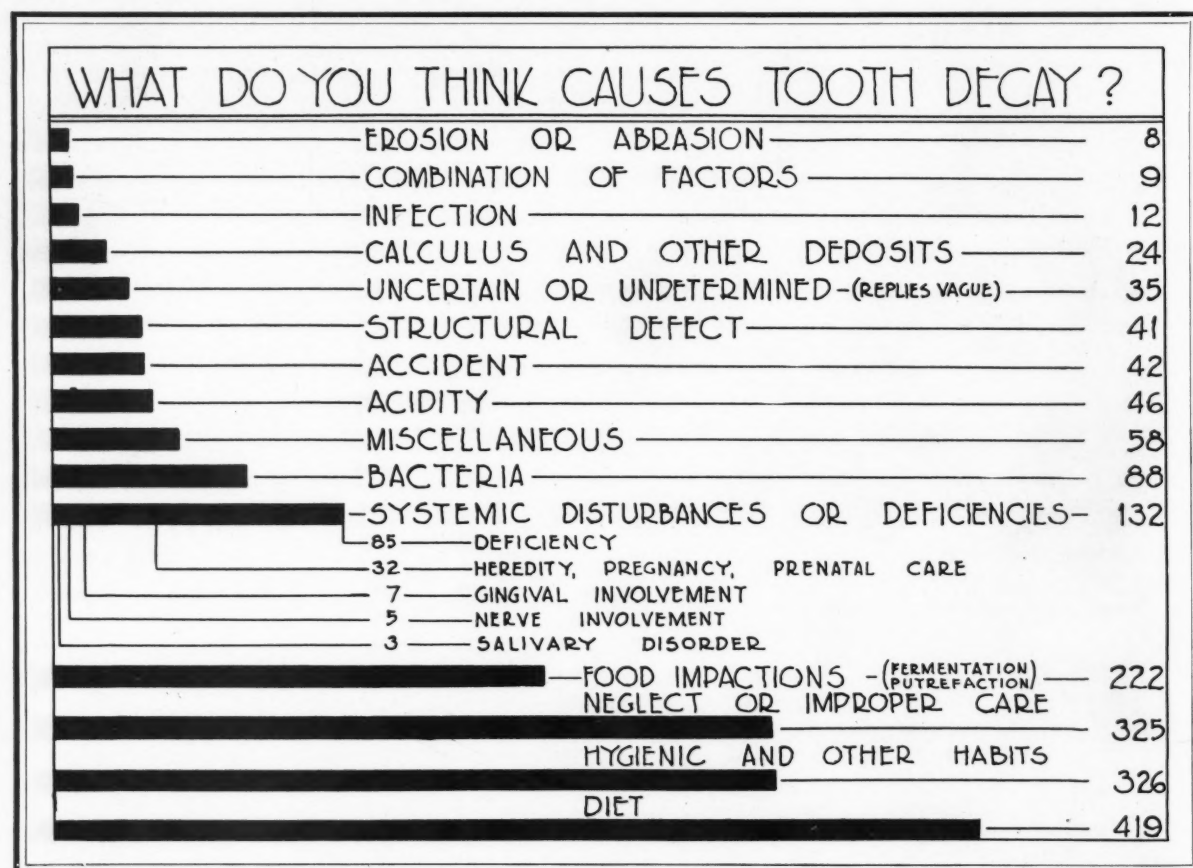 WHAT DO YOU THINK CAUSES TOOTH DECAY ?
EROSION OR ABRASION 8
COMBINATION OF FACTORS 9
INFECTION 12
CALCULUS AND OTHER DEPOSITS 24
UNCERTAIN OR UNDETERMINED -(REPLIES VAGUE) 35
STRUCTURAL DEFECT 41
ACCIDENT 42
ACIDITY 46
MISCELLANEOUS 58
BACTERIA 88
SYSTEMIC DISTURBANCES OR DEFICIENCIES 132
85 DEFICIENCY
32 HEREDITY, PREGNANCY, PRENATAL CARE
7 GINGIVAL INVOLVEMENT
5 NERVE INVOLVEMENT
3 SALIVARY DISORDER
FOOD IMPACTIONS -(FERMENTATION PUTREFACTION) 222
NEGLECT OR IMPROPER CARE
325
HYGIENIC AND OTHER HABITS
326
DIET
419